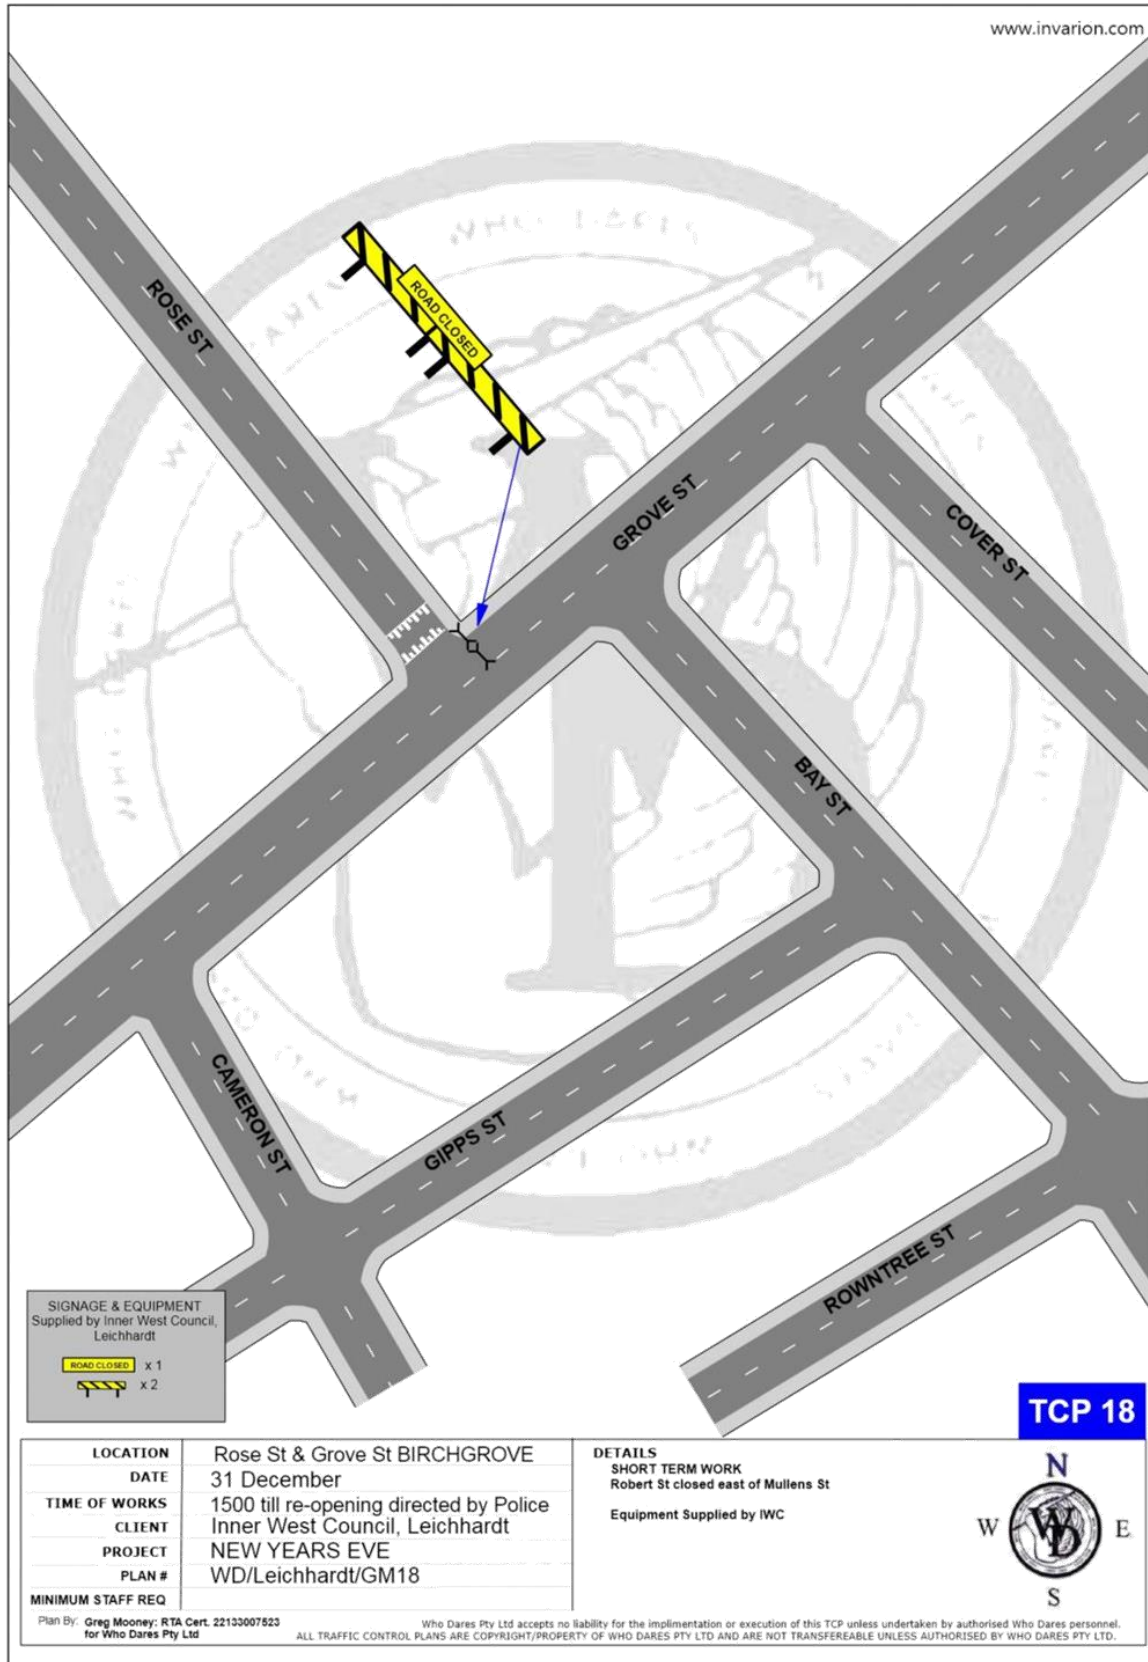 www.invarion.com
ROSE ST
ROAD CLOSED
GROVE ST
COVER ST
BAY ST
CAMERON ST
GIPPS ST
ROWNTREE ST
SIGNAGE & EQUIPMENT
Supplied by Inner West Council,
Leichhardt
ROAD CLOSED x 1
x 2
TCP 18
LOCATION Rose St & Grove St BIRCHGROVE
DATE 31 December
TIME OF WORKS 1500 till re-opening directed by Police
CLIENT Inner West Council, Leichhardt
PROJECT NEW YEARS EVE
PLAN # WD/Leichhardt/GM18
MINIMUM STAFF REQ
DETAILS
SHORT TERM WORK
Robert St closed east of Mullens St
Equipment Supplied by IWC
N
W
WD
E
S
Plan By: Greg Mooney: RTA Cert. 22133007523
for Who Dares Pty Ltd
Who Dares Pty Ltd accepts no liability for the implimentation or execution of this TCP unless undertaken by authorised Who Dares personnel.
ALL TRAFFIC CONTROL PLANS ARE COPYRIGHT/PROPERTY OF WHO DARES PTY LTD AND ARE NOT TRANSFEREABLE UNLESS AUTHORISED BY WHO DARES PTY LTD.